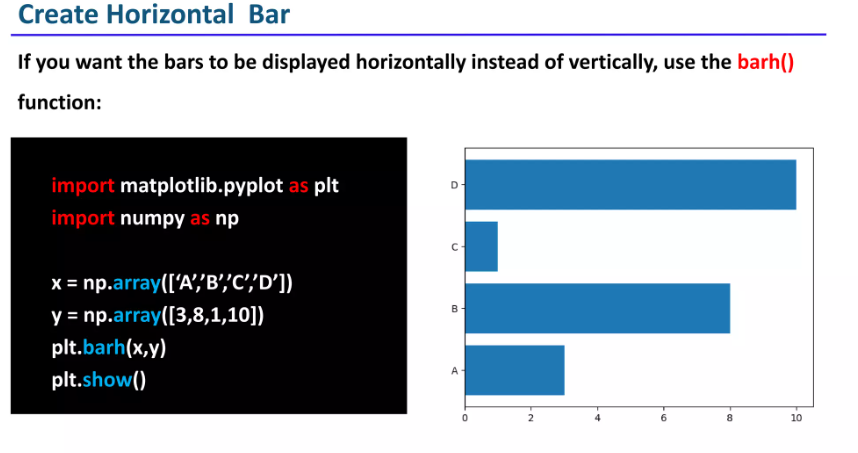 Create Horizontal Bar
If you want the bars to be displayed horizontally instead of vertically, use the barh()
function:
import matplotlib.pyplot as plt
import numpy as np
x = np.array([‘A’,’B’,’C’,’D’])
y = np.array([3,8,1,10])
plt.barh(x,y)
plt.show()
D
C
B
A
0 2 4 6 8 10